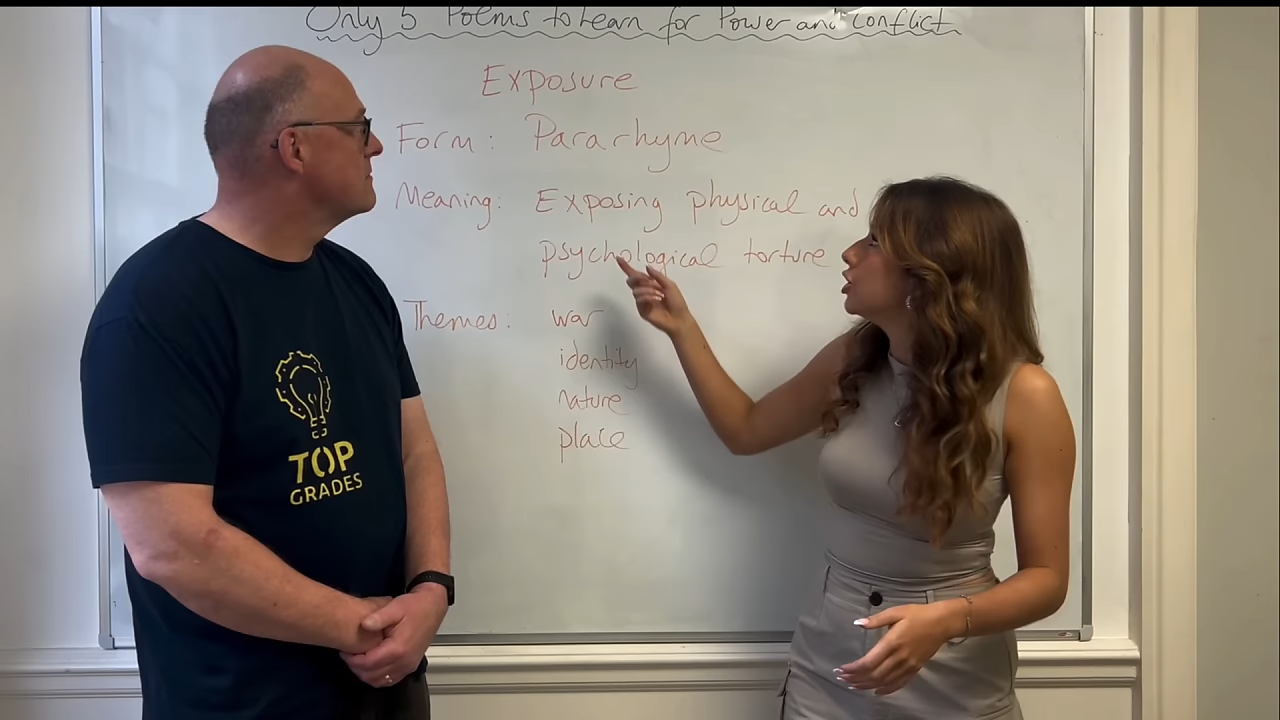 Only 5 Poems to Learn for Power and Conflict
Exposure
Form: Pararhyme
Meaning: Exposing physical and
psychological torture
Themes: war
identity
nature
place
TOP
GRADES